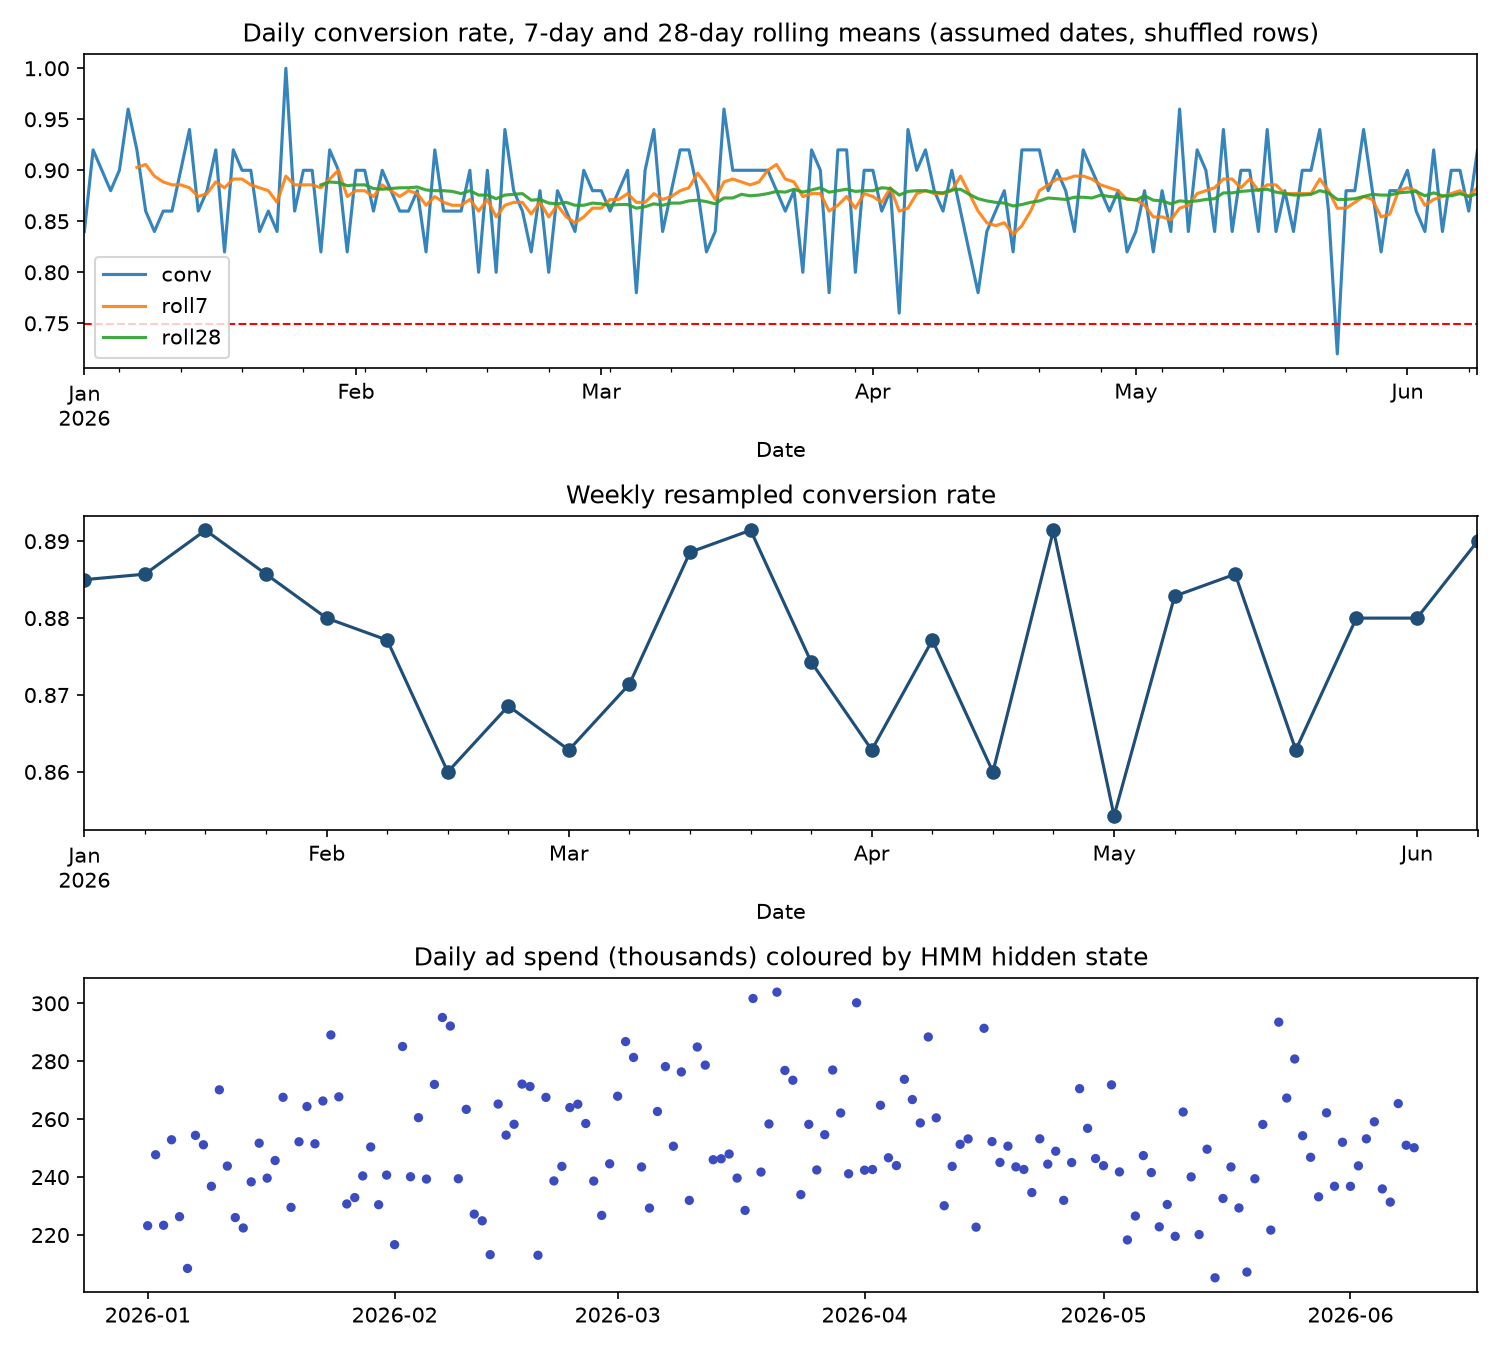 Daily conversion rate, 7-day and 28-day rolling means (assumed dates, shuffled rows)
1.00
0.95
0.90
0.85
0.80
0.75
conv
roll7
roll28
Jan Feb Mar Apr May Jun
2026
Date
Weekly resampled conversion rate
0.89
0.88
0.87
0.86
Jan Feb Mar Apr May Jun
2026
Date
Daily ad spend (thousands) coloured by HMM hidden state
300
280
260
240
220
2026-01 2026-02 2026-03 2026-04 2026-05 2026-06